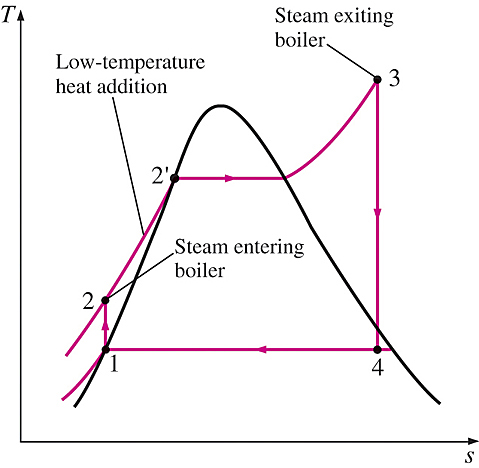 T
Steam exiting
boiler
3
Low-temperature
heat addition
2'
Steam entering
boiler
2
1
4
s